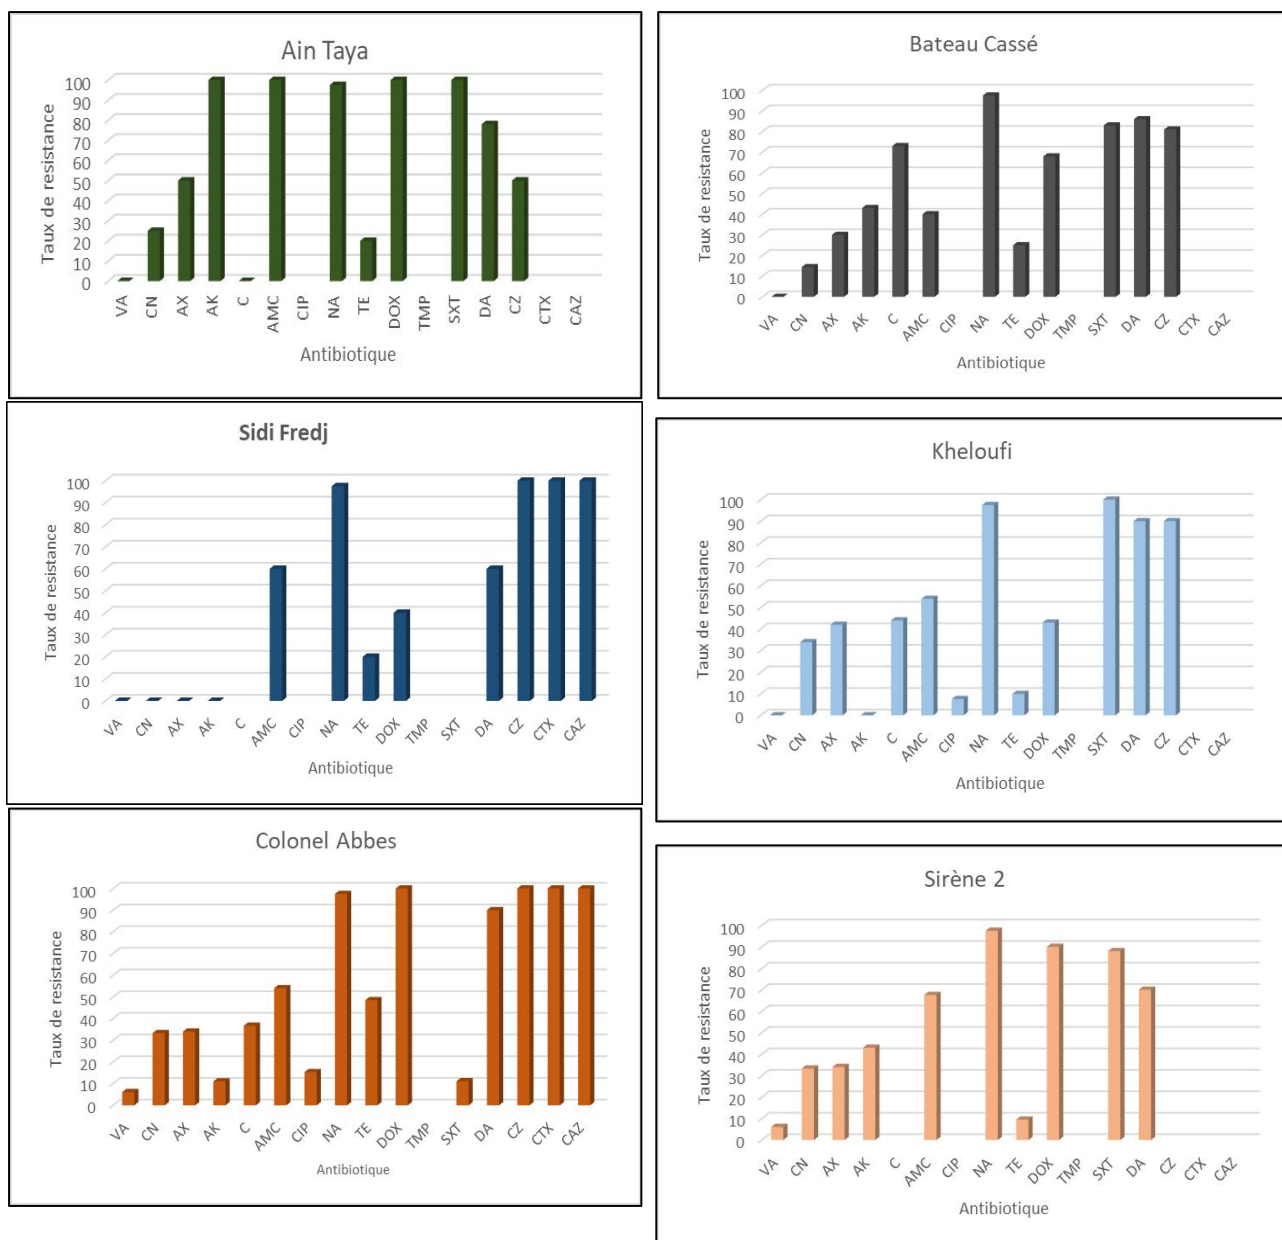 Ain Taya
Taux de resistance
100
90
80
70
60
50
40
30
20
10
0
VA CN AX AK C AMC CIP NA TE DOX TMP SXT DA CZ CTX CAZ
Antibiotique
Bateau Cassé
Taux de resistance
100
90
80
70
60
50
40
30
20
10
0
VA CN AX AK C AMC CIP NA TE DOX TMP SXT DA CZ CTX CAZ
Antibiotique
Sidi Fredj
Taux de resistance
100
90
80
70
60
50
40
30
20
10
0
VA CN AX AK C AMC CIP NA TE DOX TMP SXT DA CZ CTX CAZ
Antibiotique
Kheloufi
Taux de resistance
100
90
80
70
60
50
40
30
20
10
0
VA CN AX AK C AMC CIP NA TE DOX TMP SXT DA CZ CTX CAZ
Antibiotique
Colonel Abbes
Taux de resistance
100
90
80
70
60
50
40
30
20
10
0
VA CN AX AK C AMC CIP NA TE DOX TMP SXT DA CZ CTX CAZ
Antibiotique
Sirène 2
Taux de resistance
100
90
80
70
60
50
40
30
20
10
0
VA CN AX AK C AMC CIP NA TE DOX TMP SXT DA CZ CTX CAZ
Antibiotique